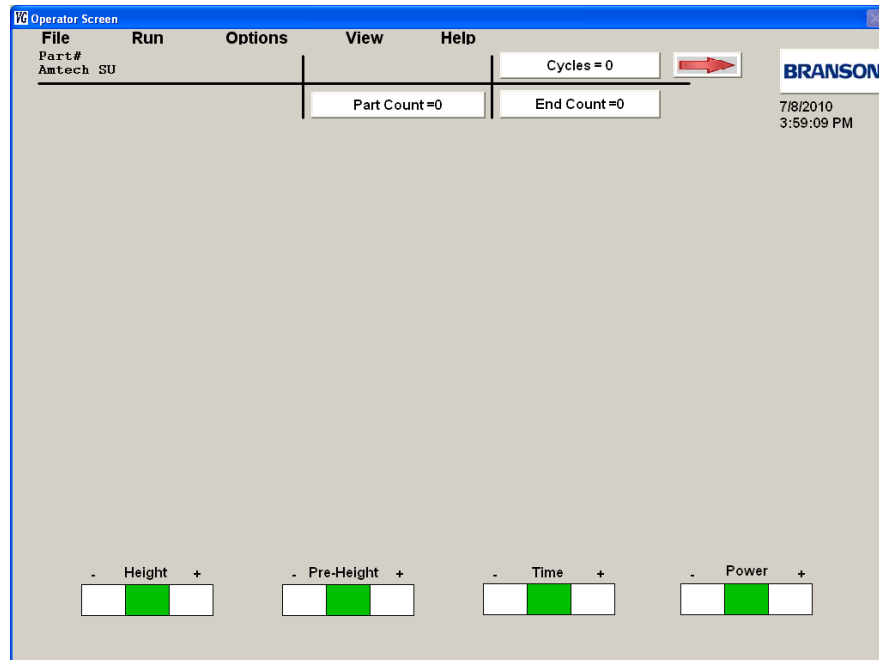 VG Operator Screen
File Run Options View Help
Part#
Amtech SU
Cycles = 0
BRANSON
Part Count =0
End Count =0
7/8/2010
3:59:09 PM
- Height +
- Pre-Height +
- Time +
- Power +